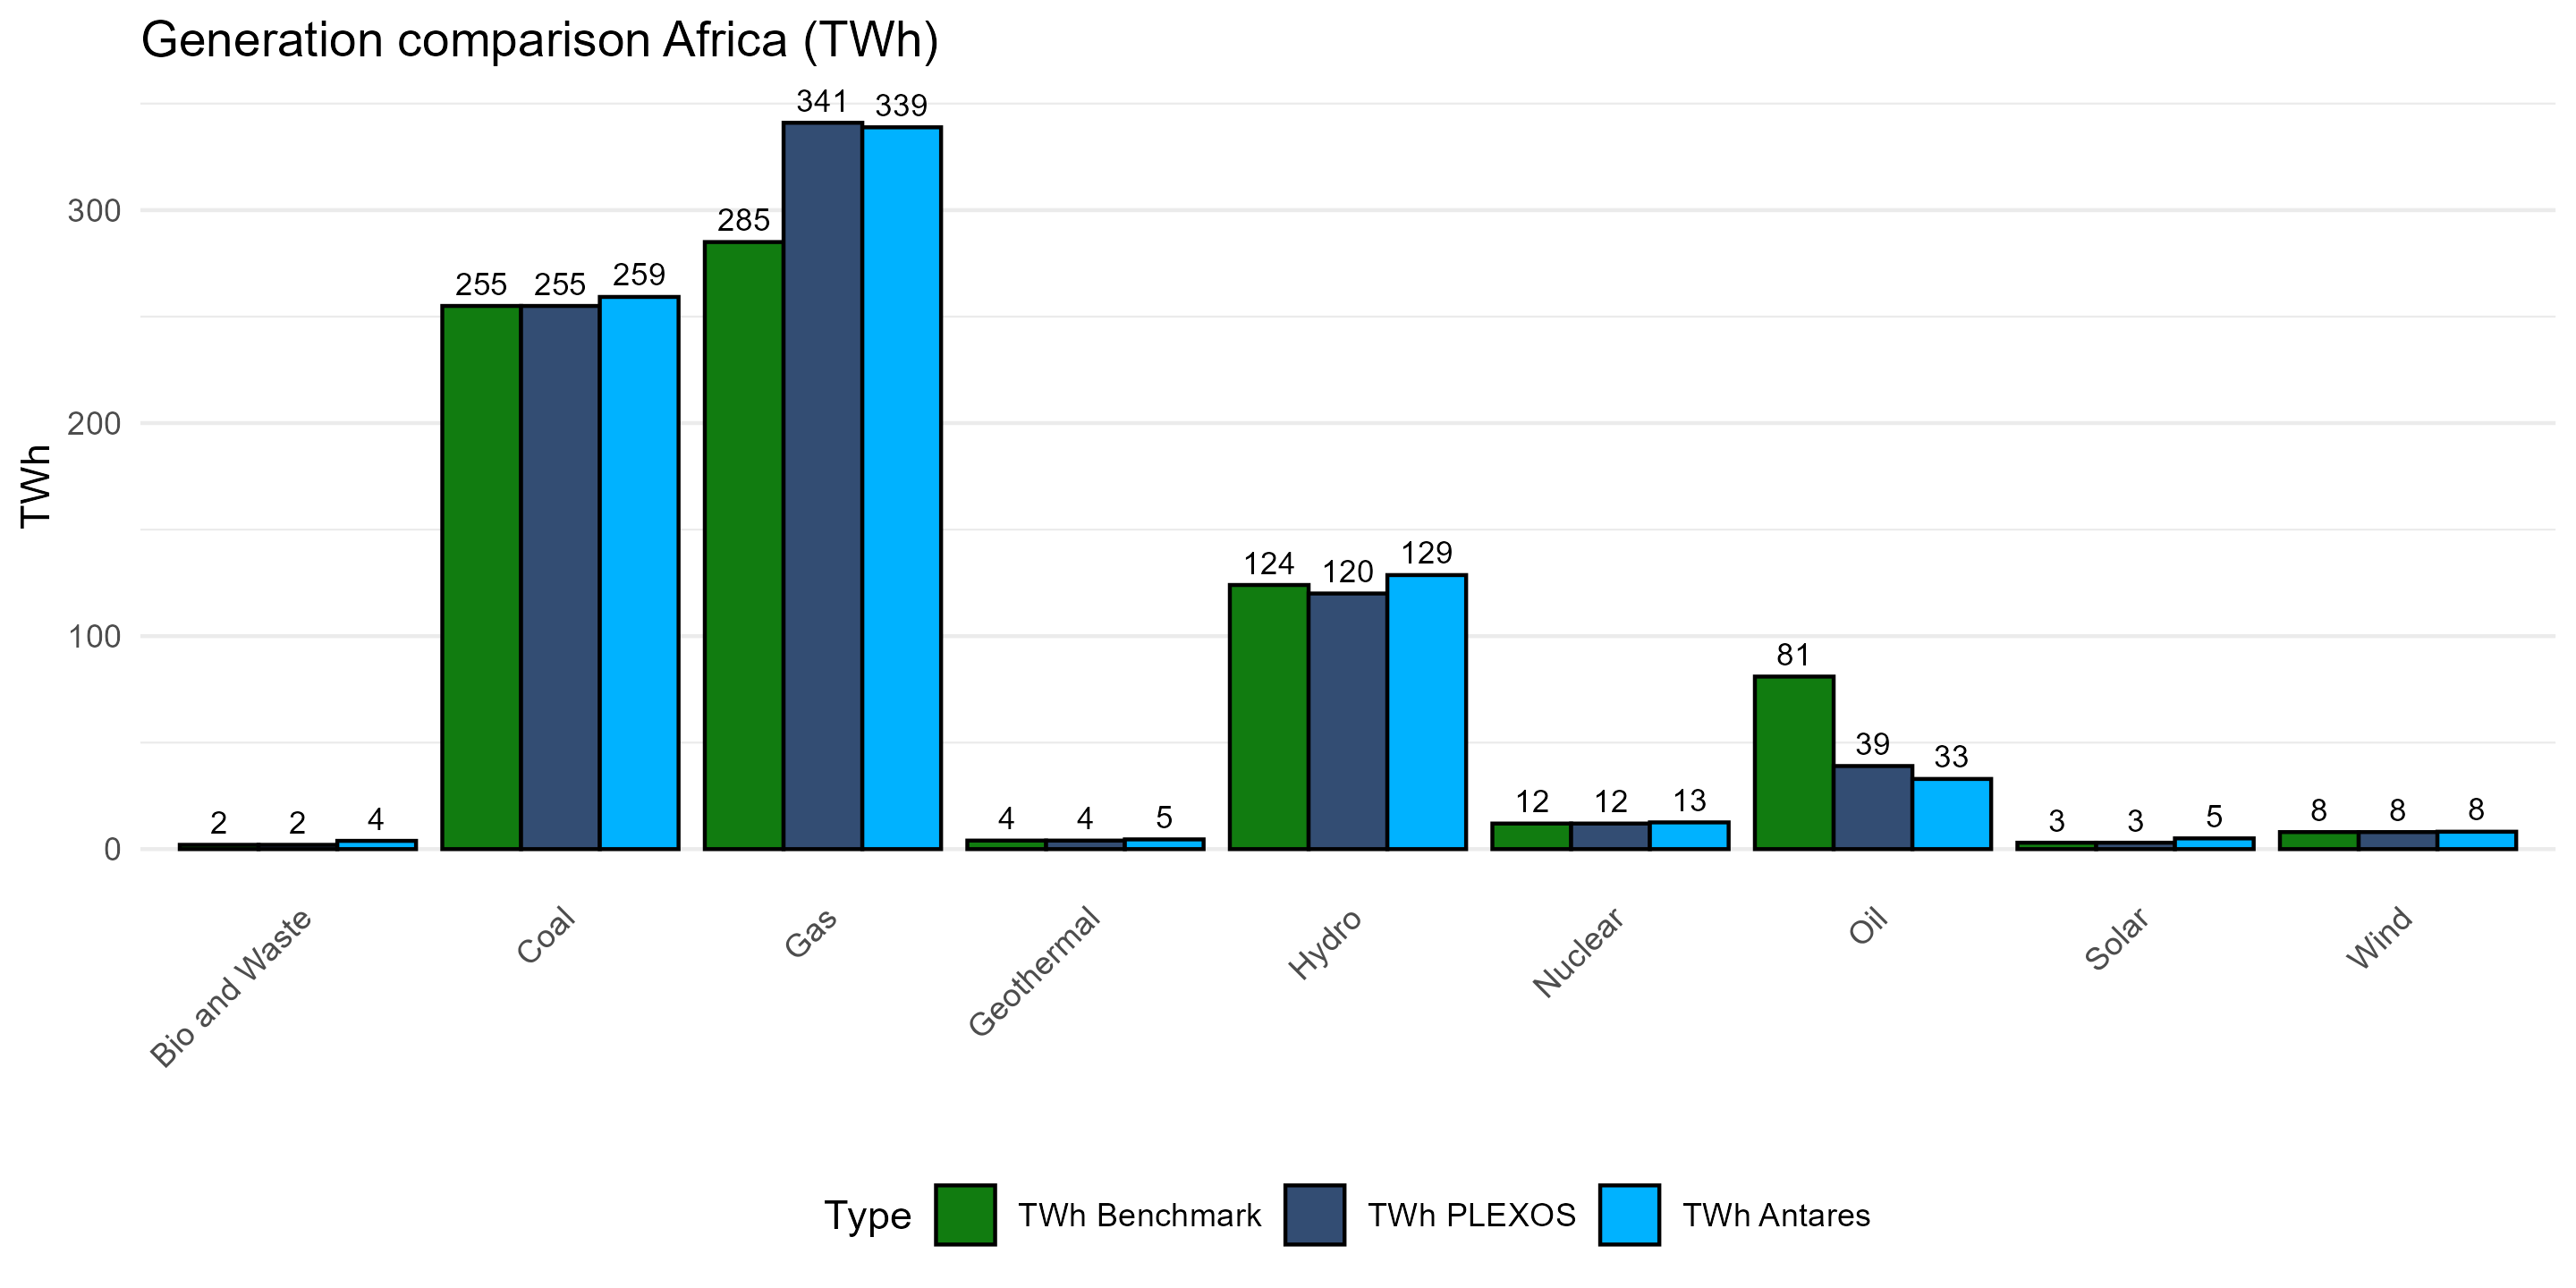 Generation comparison Africa (TWh)
TWh
300
200
100
0
2 2 4
255 255 259
285 341 339
4 4 5
124 120 129
12 12 13
81 39 33
3 3 5
8 8 8
Bio and Waste
Coal
Gas
Geothermal
Hydro
Nuclear
Oil
Solar
Wind
Type TWh Benchmark TWh PLEXOS TWh Antares